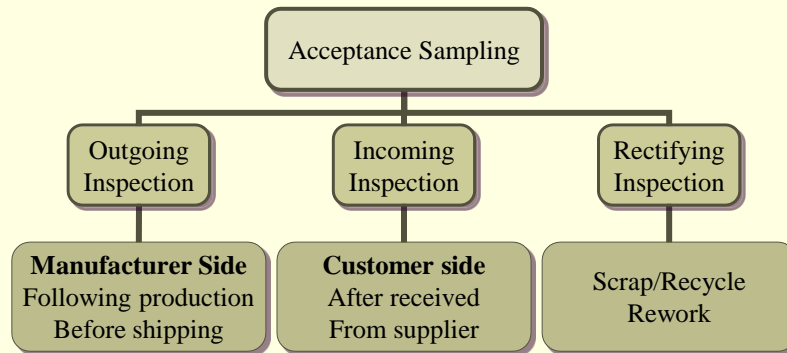 Acceptance Sampling
Outgoing
Inspection
Incoming
Inspection
Rectifying
Inspection
Manufacturer Side
Following production
Before shipping
Customer side
After received
From supplier
Scrap/Recycle
Rework